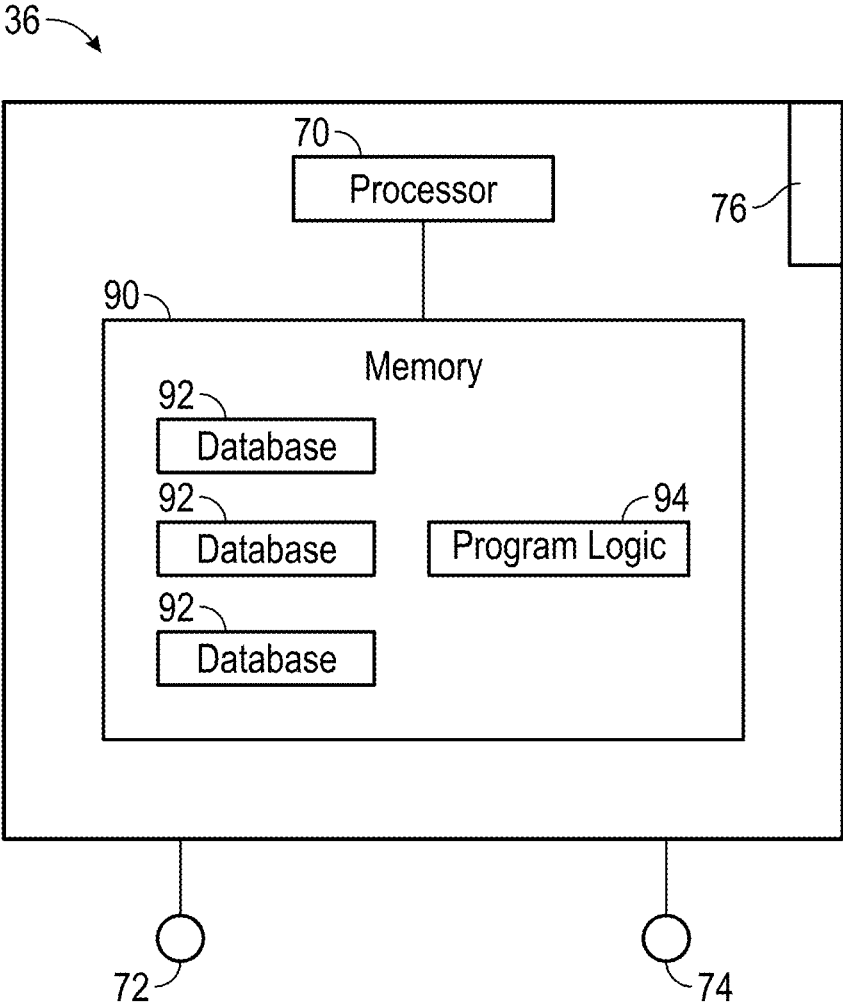 36
70
Processor
76
90
Memory
92
Database
92
Database
94
Program Logic
92
Database
72
74